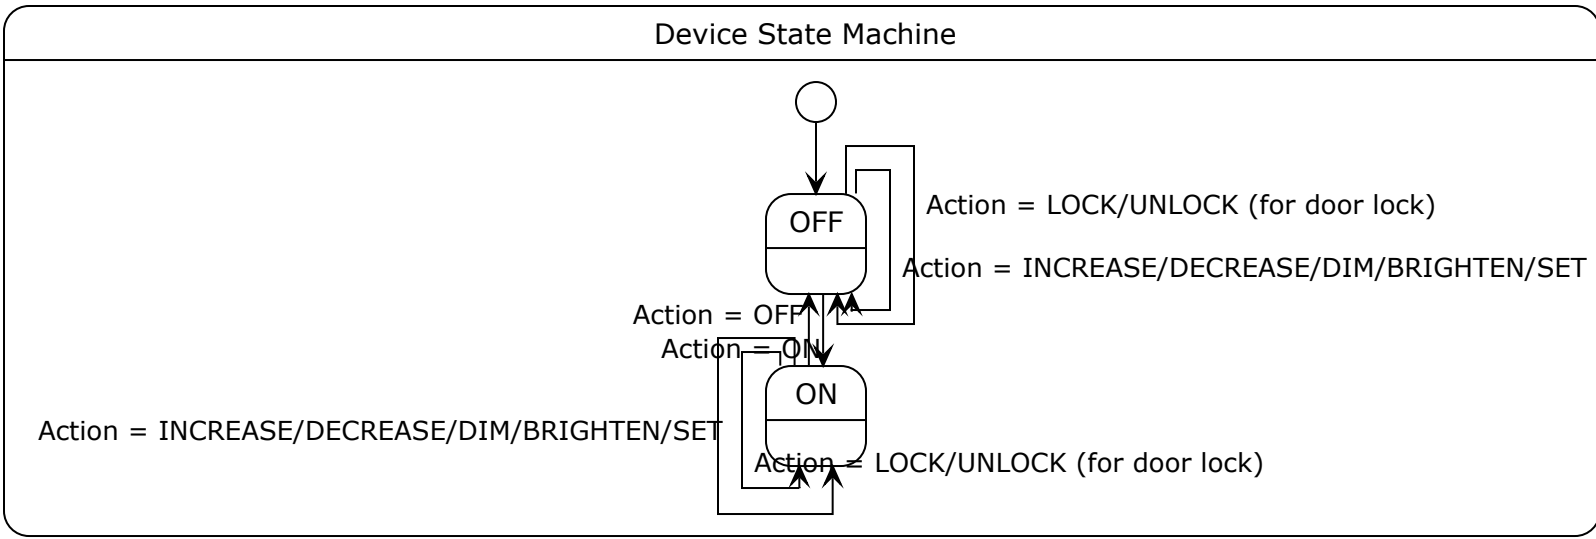 Device State Machine
Action = LOCK/UNLOCK (for door lock)
OFF
Action = INCREASE/DECREASE/DIM/BRIGHTEN/SET
Action = OFF
Action = ON
ON
Action = INCREASE/DECREASE/DIM/BRIGHTEN/SET
Action = LOCK/UNLOCK (for door lock)